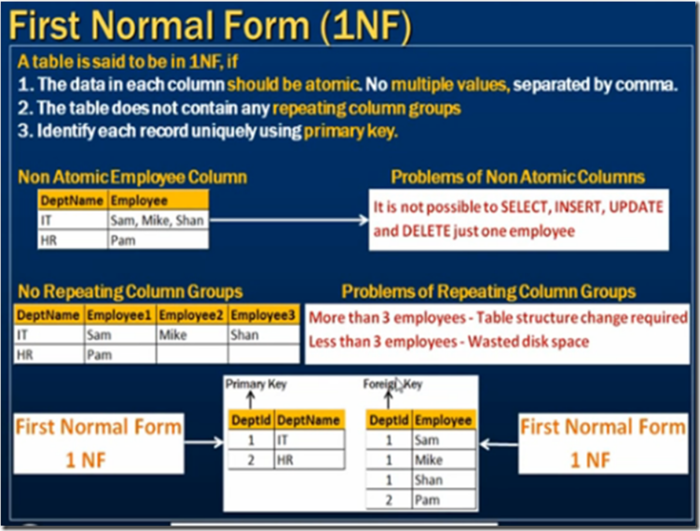 First Normal Form (1NF)
A table is said to be in 1NF, if
1. The data in each column should be atomic. No multiple values, separated by comma.
2. The table does not contain any repeating column groups
3. Identify each record uniquely using primary key.
Non Atomic Employee Column
Problems of Non Atomic Columns
DeptName Employee
IT Sam, Mike, Shan
HR Pam
It is not possible to SELECT, INSERT, UPDATE
and DELETE just one employee
No Repeating Column Groups
Problems of Repeating Column Groups
DeptName Employee1 Employee2 Employee3
IT Sam Mike Shan
HR Pam
More than 3 employees - Table structure change required
Less than 3 employees - Wasted disk space
First Normal Form
1 NF
Primary Key
DeptId DeptName
1 IT
2 HR
Foreign Key
DeptId Employee
1 Sam
1 Mike
1 Shan
2 Pam
First Normal Form
1 NF